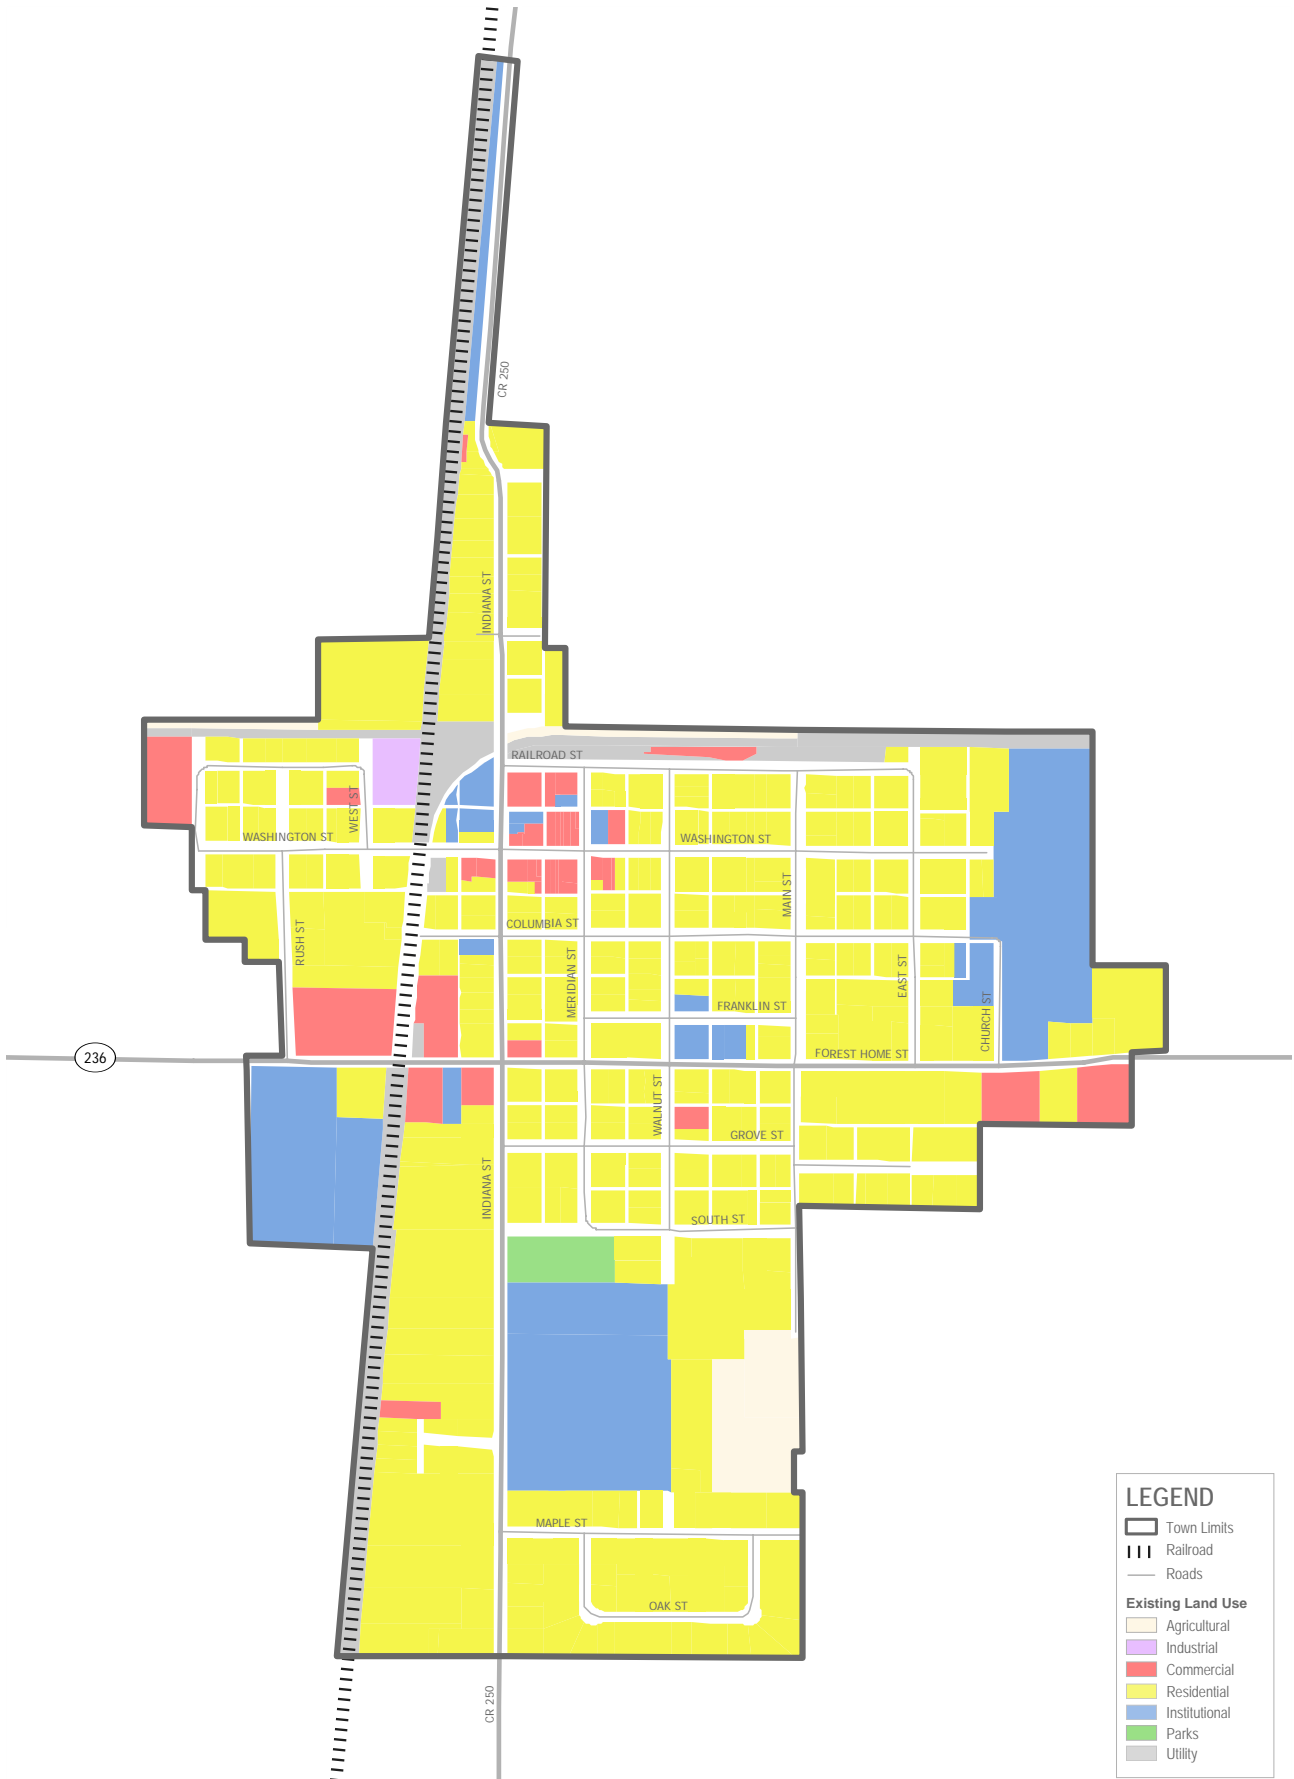 CR 250
INDIANA ST
RAILROAD ST
WEST ST
WASHINGTON ST
WASHINGTON ST
MAIN ST
COLUMBIA ST
RUSH ST
MERIDIAN ST
EAST ST
FRANKLIN ST
CHURCH ST
FOREST HOME ST
236
WALNUT ST
GROVE ST
INDIANA ST
SOUTH ST
MAPLE ST
OAK ST
CR 250
LEGEND
Town Limits
Railroad
Roads
Existing Land Use
Agricultural
Industrial
Commercial
Residential
Institutional
Parks
Utility